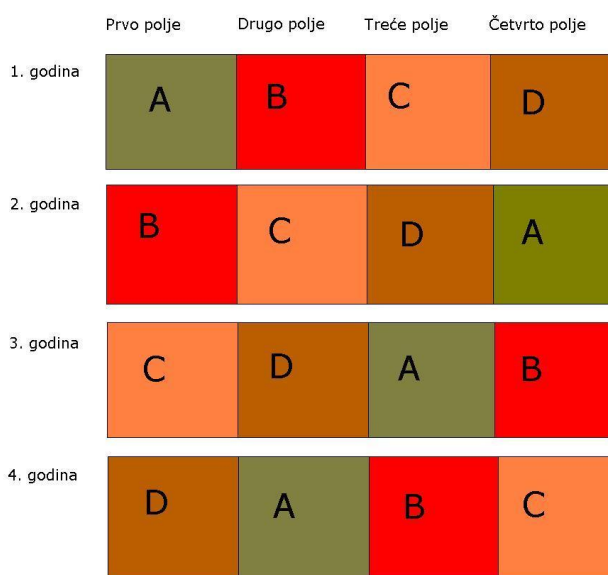 Prvo polje Drugo polje Treće polje Četvrto polje
1. godina A B C D
2. godina B C D A
3. godina C D A B
4. godina D A B C